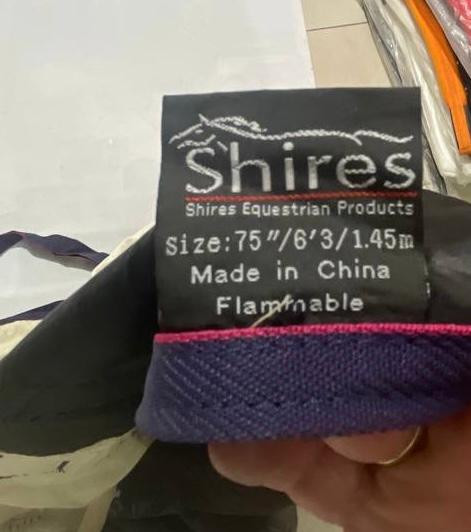 Shires
Shires Equestrian Products
Size:75"/6'3/1.45m
Made in China
Flammable